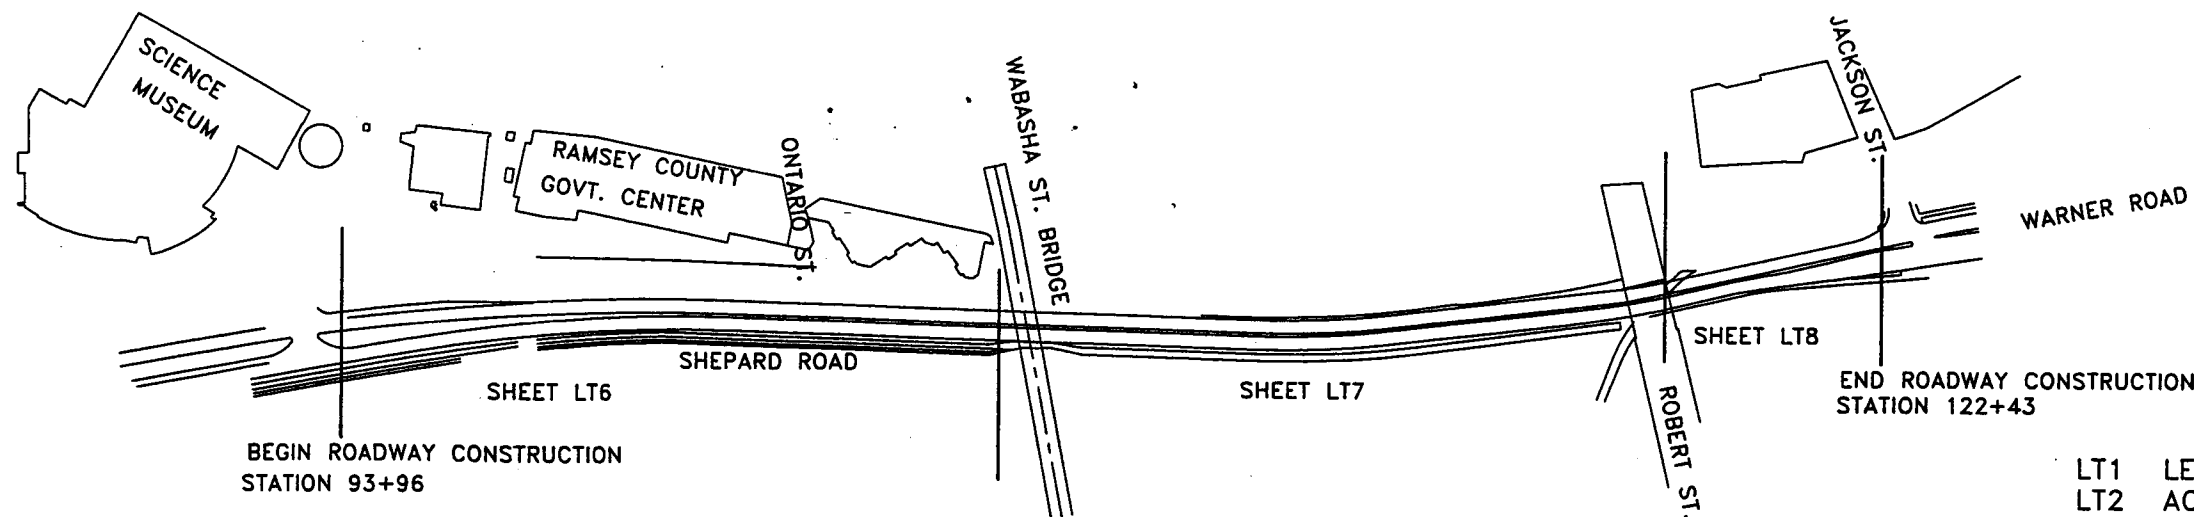 SCIENCE
MUSEUM
RAMSEY COUNTY
GOVT. CENTER
ONTARIO ST.
WABASHA ST. BRIDGE
JACKSON ST.
WARNER ROAD
SHEPARD ROAD
SHEET LT6
SHEET LT7
SHEET LT8
ROBERT ST.
BEGIN ROADWAY CONSTRUCTION
STATION 93+96
END ROADWAY CONSTRUCTION
STATION 122+43
LT1
LT2